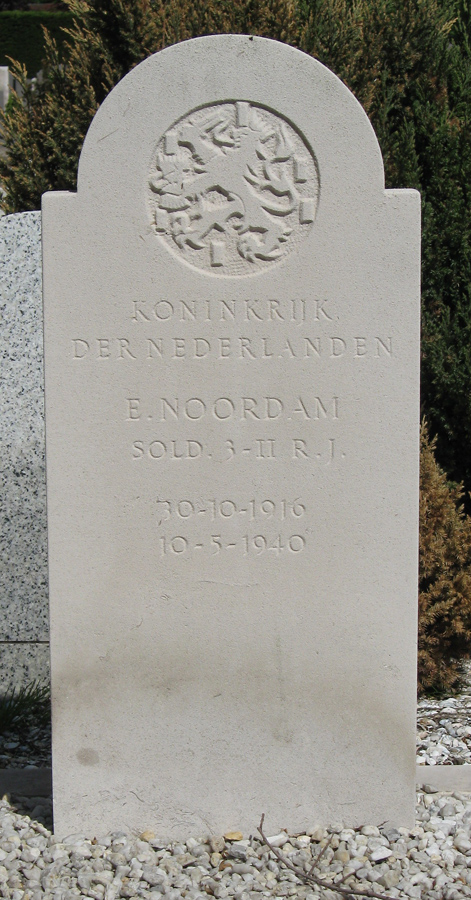 KONINKRIJK
DER NEDERLANDEN
E. NOORDAM
SOLD. 3-II R.J.
30-10-1916
10-5-1940